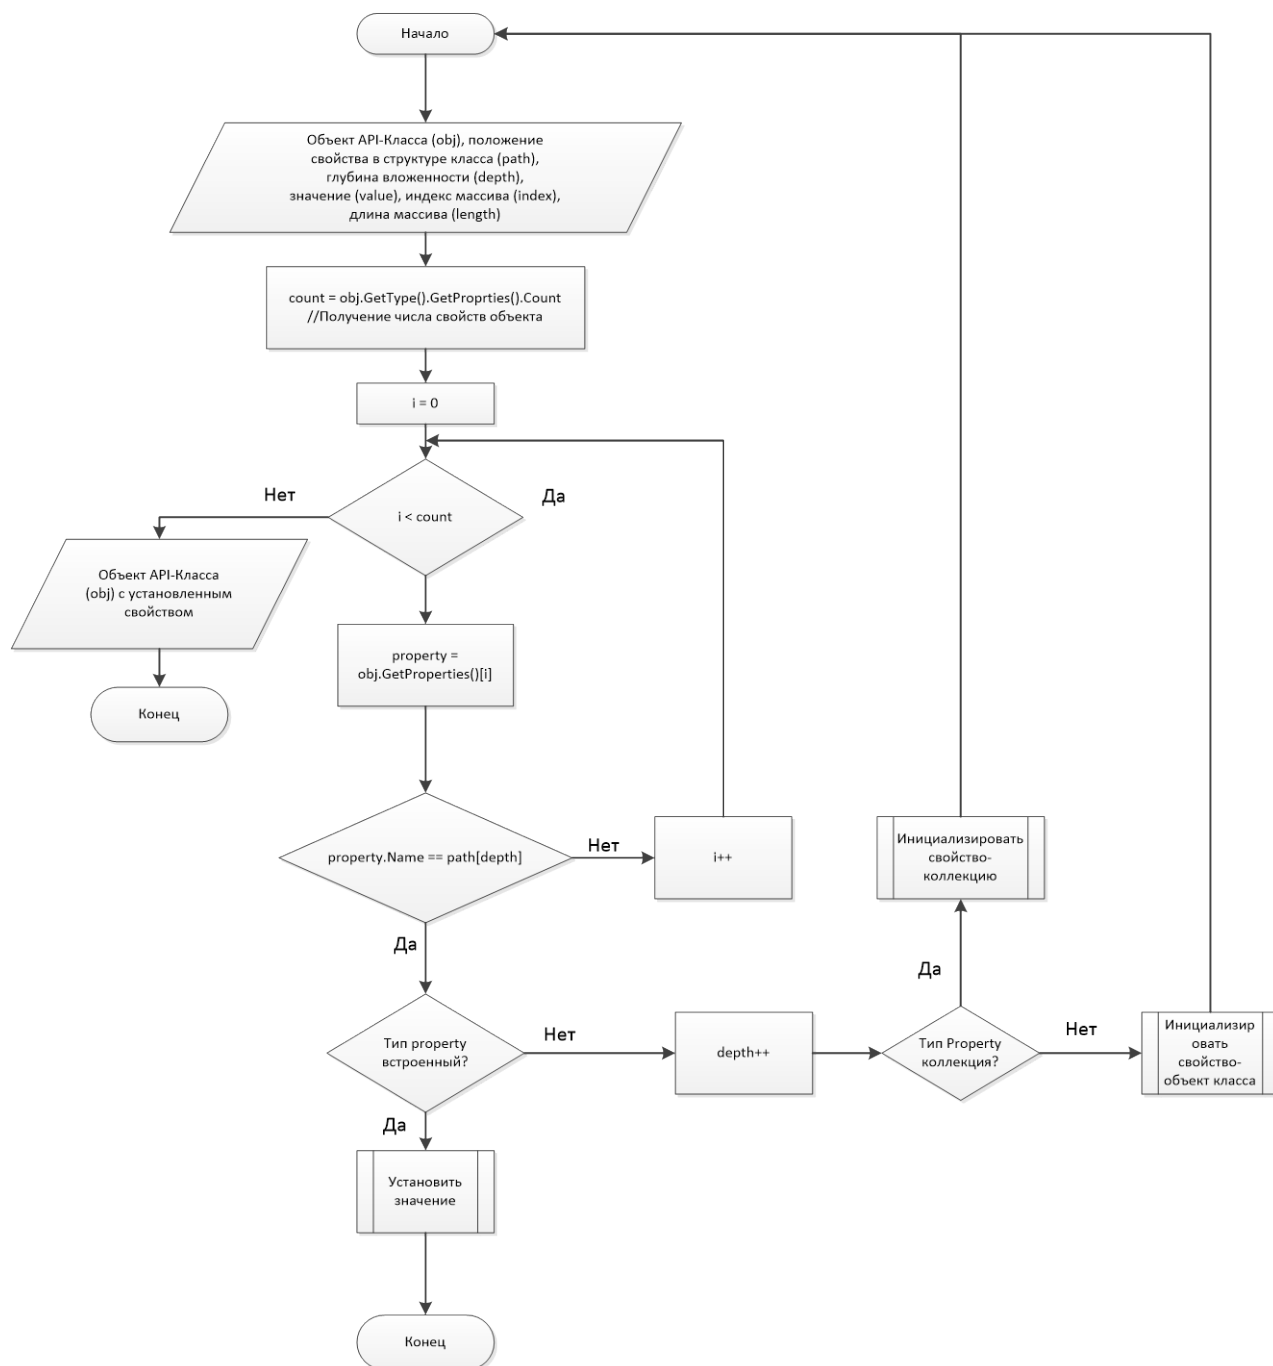 Начало
Объект API-Класса (obj), положение
свойства в структуре класса (path),
глубина вложенности (depth),
значение (value), индекс массива (index),
длина массива (length)
count = obj.GetType().GetProprties().Count
//Получение числа свойств объекта
i = 0
Нет
Да
i < count
Объект API-Класса
(obj) с установленным
свойством
property =
obj.GetProperties()[i]
Конец
property.Name == path[depth]
Нет
i++
Инициализировать
свойство-
коллекцию
Да
Да
Тип property
встроенный?
Нет
depth++
Тип Property
коллекция?
Нет
Инициализир
овать
свойство-
объект класса
Да
Установить
значение
Конец